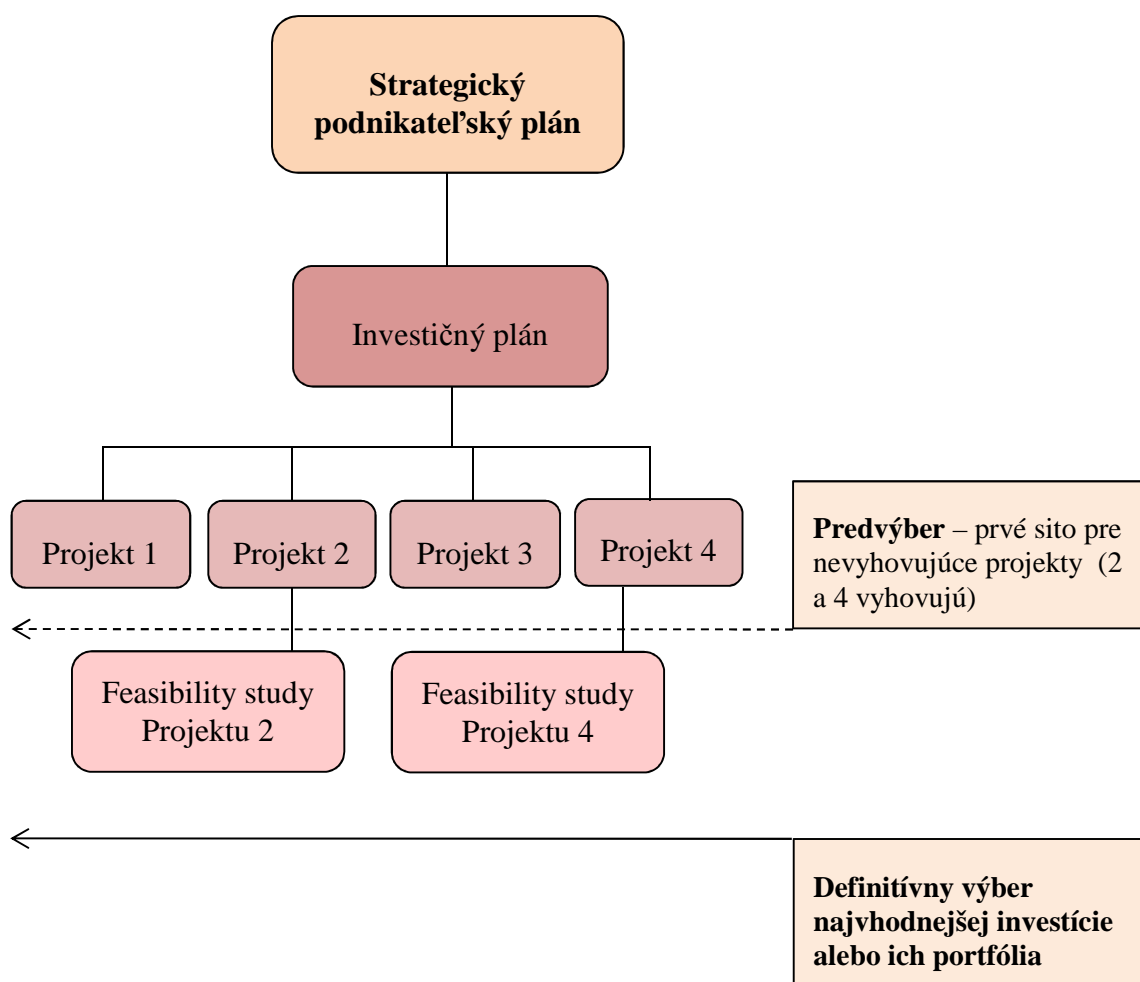 Strategický
podnikateľský plán
Investičný plán
Projekt 1
Projekt 2
Projekt 3
Projekt 4
Predvýber – prvé sito pre
nevyhovujúce projekty (2
a 4 vyhovujú)
Feasibility study
Projektu 2
Feasibility study
Projektu 4
Definitívny výber
najvhodnejšej investície
alebo ich portfólia